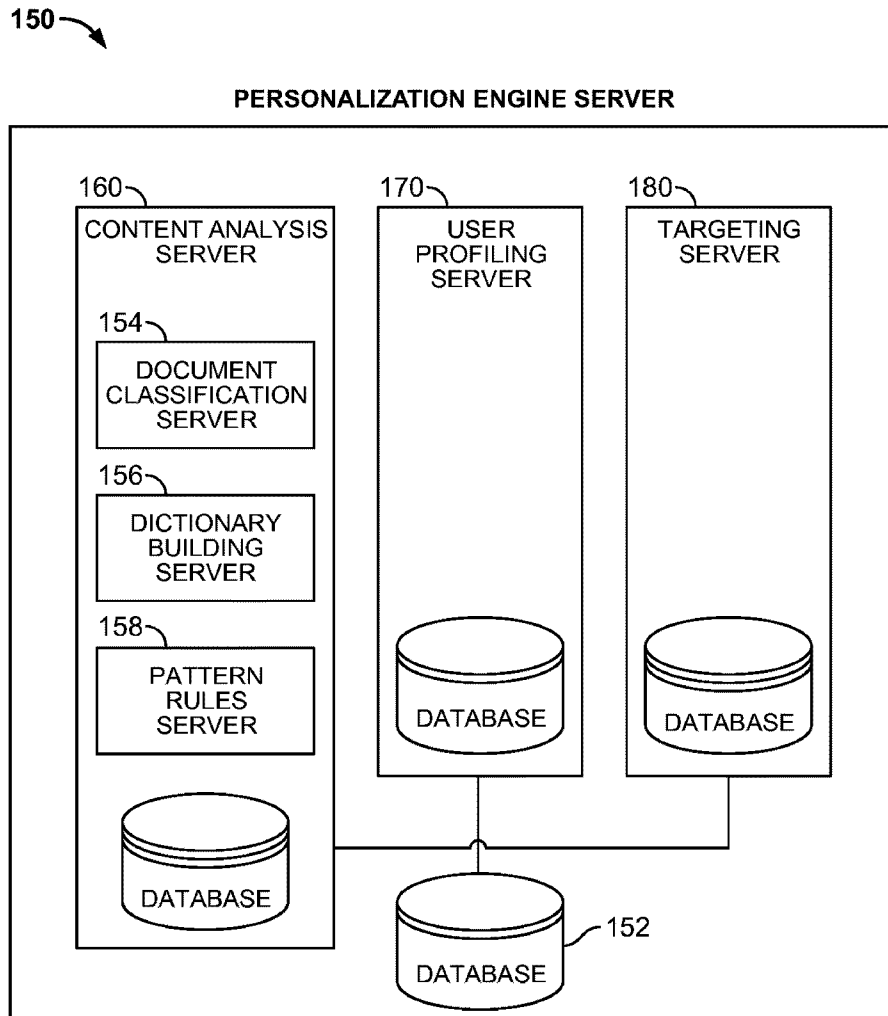 150
PERSONALIZATION ENGINE SERVER
160
CONTENT ANALYSIS
SERVER
154
DOCUMENT
CLASSIFICATION
SERVER
156
DICTIONARY
BUILDING
SERVER
158
PATTERN
RULES
SERVER
DATABASE
170
USER
PROFILING
SERVER
DATABASE
180
TARGETING
SERVER
DATABASE
152
DATABASE